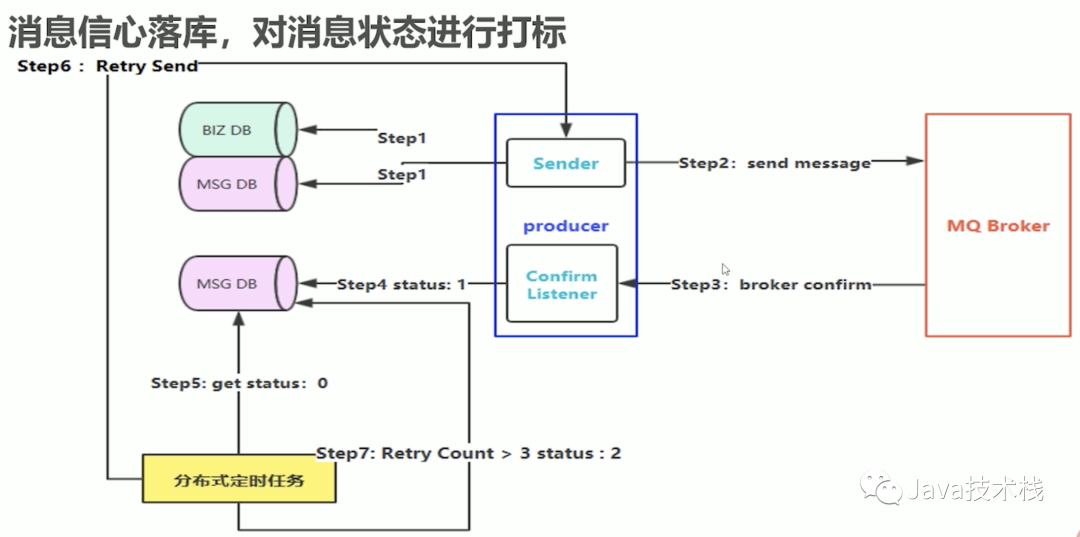 消息信心落库，对消息状态进行打标
Step6： Retry Send
BIZ DB
Step1
MSG DB
Step1
Sender
Step2：send message
producer
MQ Broker
MSG DB
Step4 status: 1
Confirm
Listener
Step3：broker confirm
Step5: get status：0
Step7: Retry Count > 3 status : 2
分布式定时任务
Java技术栈